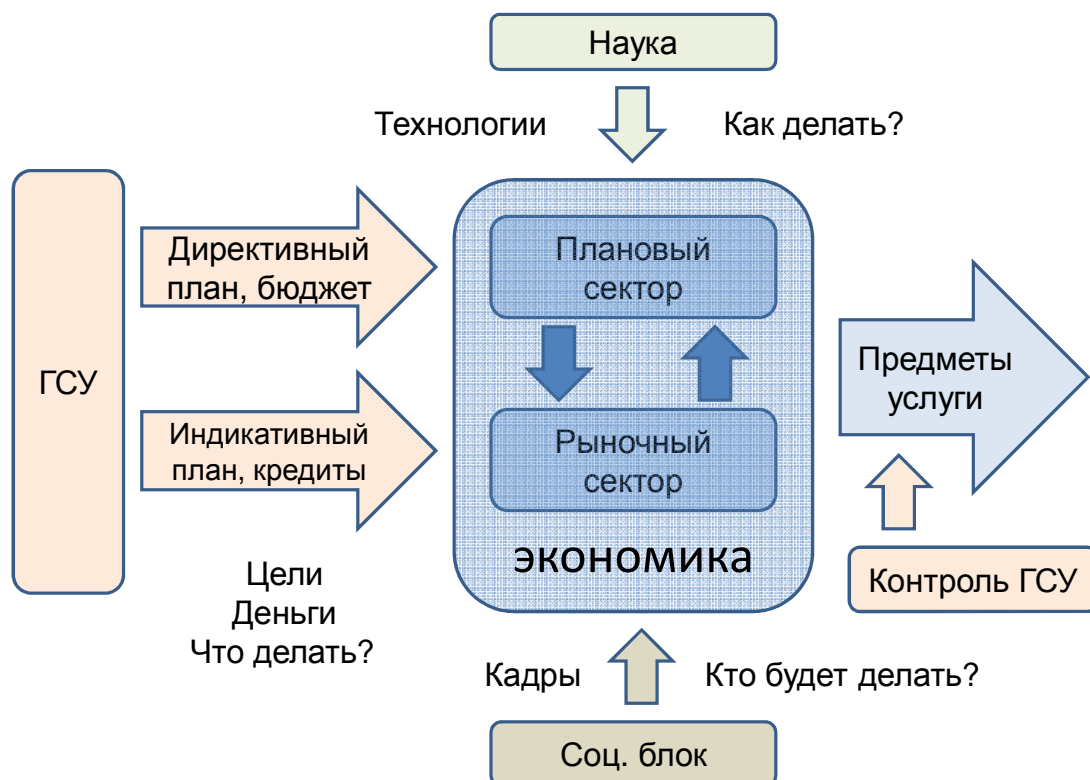 Наука
Технологии
Как делать?
ГСУ
Директивный
план, бюджет
Индикативный
план, кредиты
Цели
Деньги
Что делать?
Плановый
сектор
Рыночный
сектор
экономика
Предметы
услуги
Контроль ГСУ
Кадры
Кто будет делать?
Соц. блок